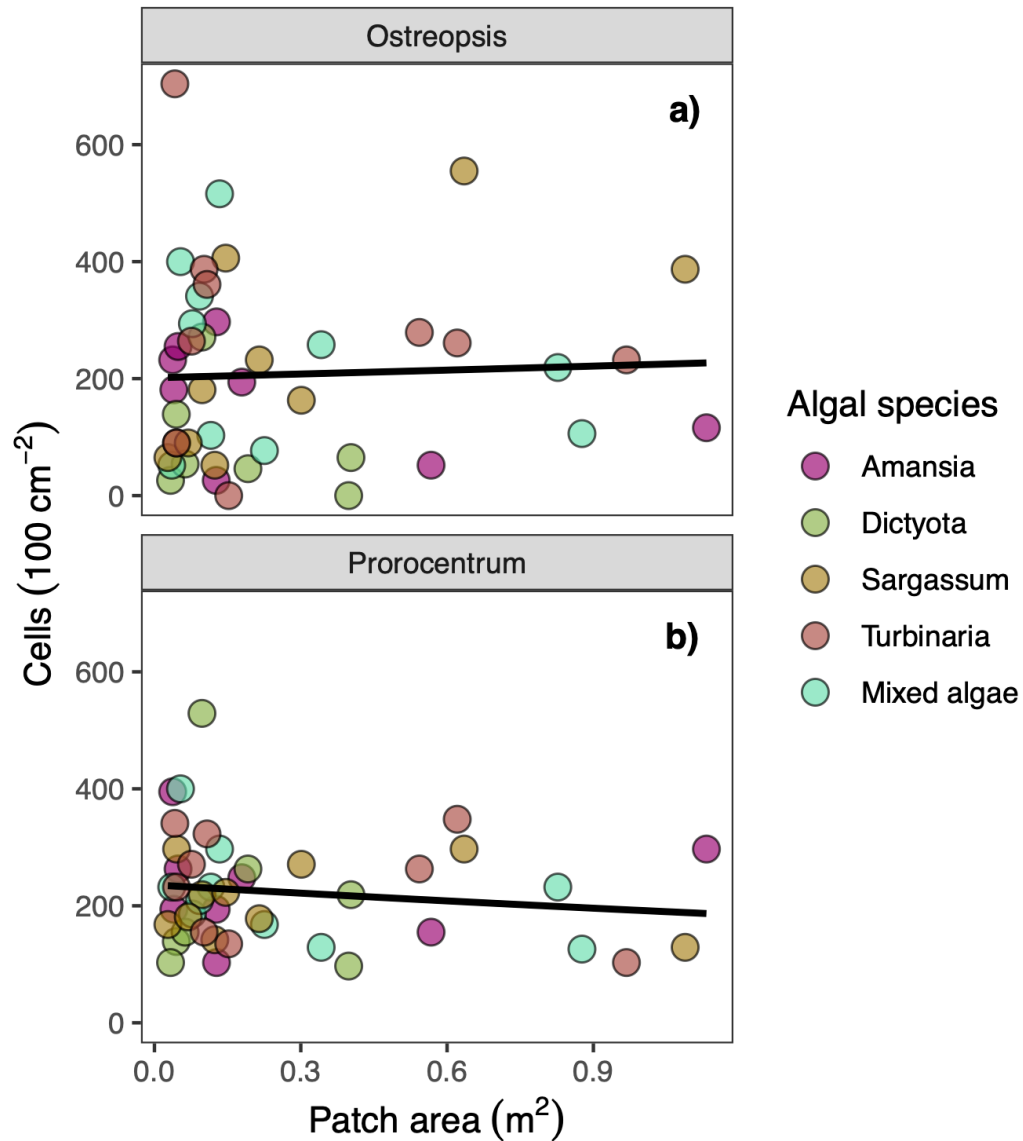 Ostreopsis
a)
600
400
200
0
Prorocentrum
b)
600
400
200
0
0.0 0.3 0.6 0.9
Patch area (m²)
Cells (100 cm⁻²)
Algal species
Amansia
Dictyota
Sargassum
Turbinaria
Mixed algae